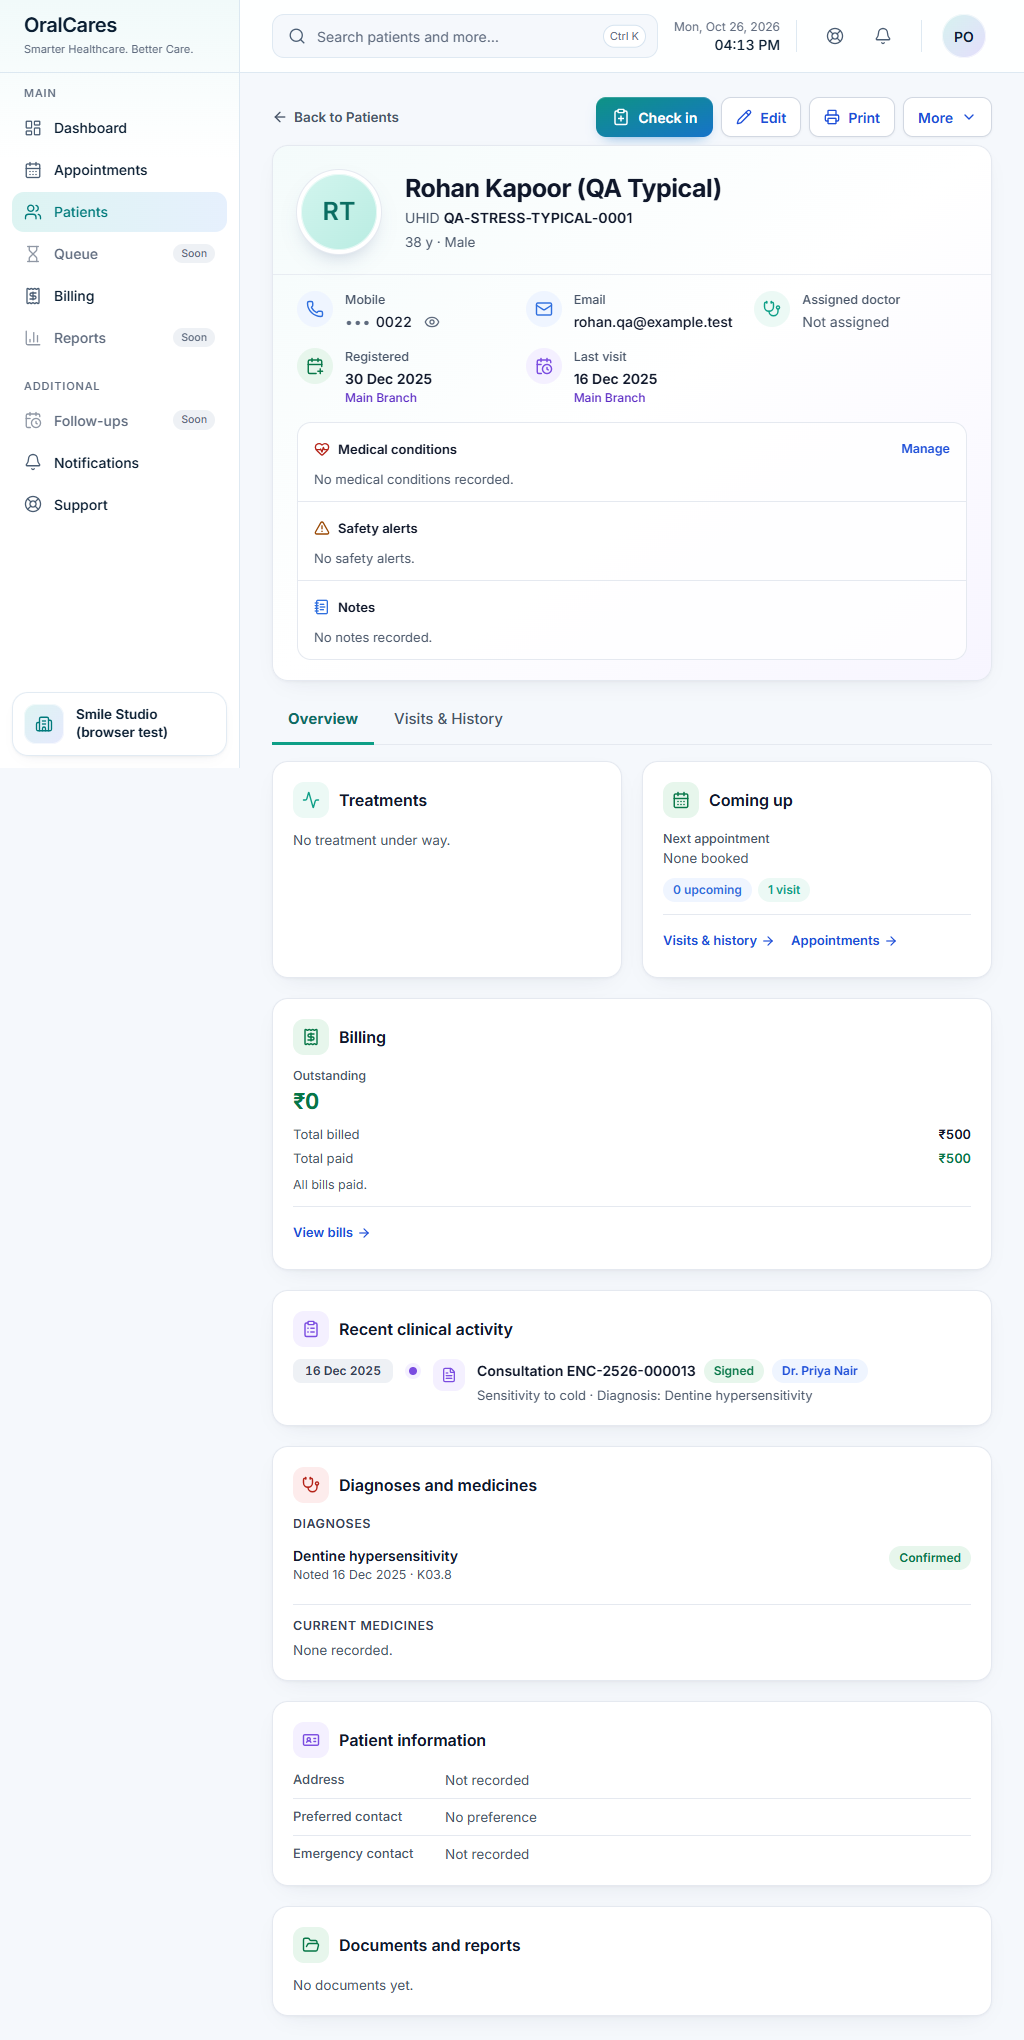 OralCares
Smarter Healthcare. Better Care.
Search patients and more...
Ctrl K
Mon, Oct 26, 2026
04:13 PM
PO
MAIN
Dashboard
Appointments
Patients
Queue
Soon
Billing
Reports
Soon
ADDITIONAL
Follow-ups
Soon
Notifications
Support
Smile Studio
(browser test)
Back to Patients
Check in
Edit
Print
More
RT
Rohan Kapoor (QA Typical)
UHID QA-STRESS-TYPICAL-0001
38 y · Male
Mobile
••• 0022
Email
rohan.qa@example.test
Assigned doctor
Not assigned
Registered
30 Dec 2025
Main Branch
Last visit
16 Dec 2025
Main Branch
Medical conditions
Manage
No medical conditions recorded.
Safety alerts
No safety alerts.
Notes
No notes recorded.
Overview
Visits & History
Treatments
No treatment under way.
Coming up
Next appointment
None booked
0 upcoming
1 visit
Visits & history →
Appointments →
Billing
Outstanding
₹0
Total billed
₹500
Total paid
₹500
All bills paid.
View bills →
Recent clinical activity
16 Dec 2025
Consultation ENC-2526-000013
Signed
Dr. Priya Nair
Sensitivity to cold · Diagnosis: Dentine hypersensitivity
Diagnoses and medicines
DIAGNOSES
Dentine hypersensitivity
Confirmed
Noted 16 Dec 2025 · K03.8
CURRENT MEDICINES
None recorded.
Patient information
Address
Not recorded
Preferred contact
No preference
Emergency contact
Not recorded
Documents and reports
No documents yet.